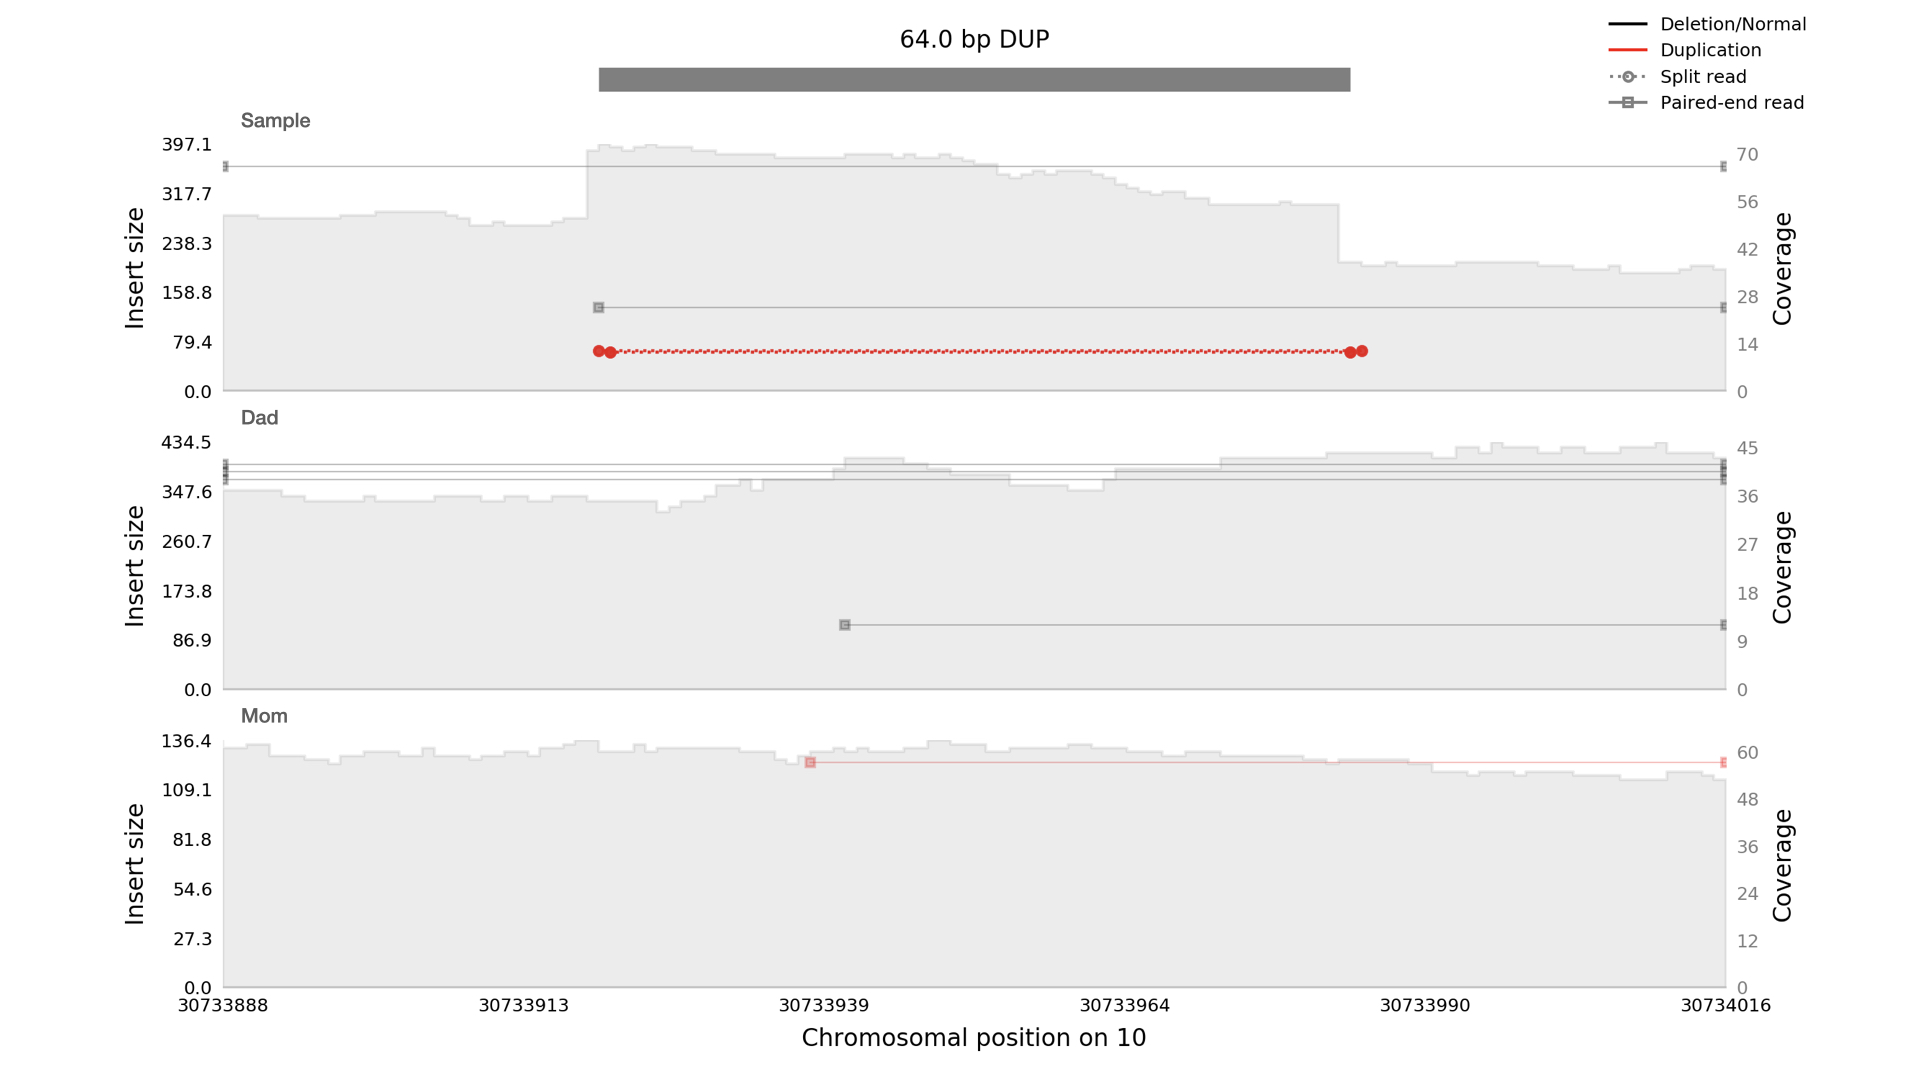 64.0 bp DUP
Deletion/Normal
Duplication
Split read
Paired-end read
Sample
397.1
317.7
238.3
158.8
79.4
0.0
Insert size
70
56
42
28
14
0
Coverage
Dad
434.5
347.6
260.7
173.8
86.9
0.0
Insert size
45
36
27
18
9
0
Coverage
Mom
136.4
109.1
81.8
54.6
27.3
0.0
Insert size
60
48
36
24
12
0
Coverage
30733888 30733913 30733939 30733964 30733990 30734016
Chromosomal position on 10